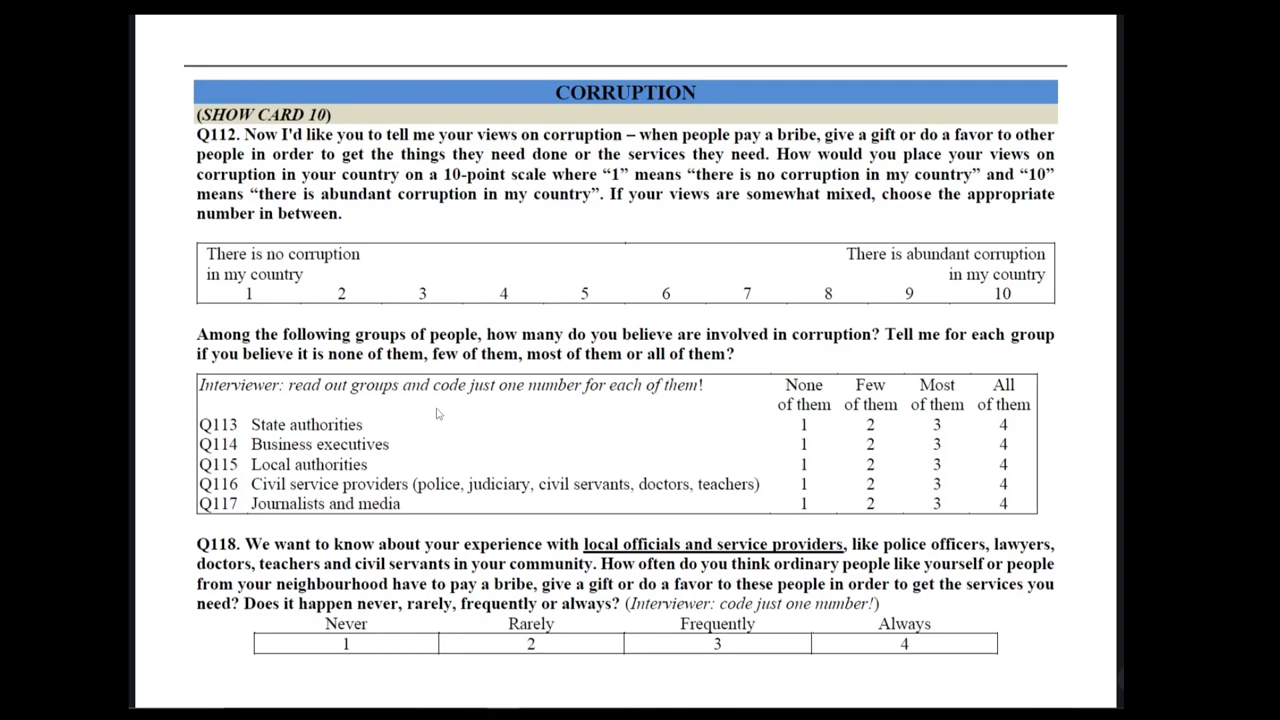 CORRUPTION
(SHOW CARD 10)
Q112. Now I'd like you to tell me your views on corruption – when people pay a bribe, give a gift or do a favor to other
people in order to get the things they need done or the services they need. How would you place your views on
corruption in your country on a 10-point scale where “1” means “there is no corruption in my country” and “10”
means “there is abundant corruption in my country”. If your views are somewhat mixed, choose the appropriate
number in between.
There is no corruption There is abundant corruption
in my country in my country
1 2 3 4 5 6 7 8 9 10
Among the following groups of people, how many do you believe are involved in corruption? Tell me for each group
if you believe it is none of them, few of them, most of them or all of them?
Interviewer: read out groups and code just one number for each of them! None Few Most All
of them of them of them of them
Q113 State authorities 1 2 3 4
Q114 Business executives 1 2 3 4
Q115 Local authorities 1 2 3 4
Q116 Civil service providers (police, judiciary, civil servants, doctors, teachers) 1 2 3 4
Q117 Journalists and media 1 2 3 4
Q118. We want to know about your experience with local officials and service providers, like police officers, lawyers,
doctors, teachers and civil servants in your community. How often do you think ordinary people like yourself or people
from your neighbourhood have to pay a bribe, give a gift or do a favor to these people in order to get the services you
need? Does it happen never, rarely, frequently or always? (Interviewer: code just one number!)
Never Rarely Frequently Always
1 2 3 4